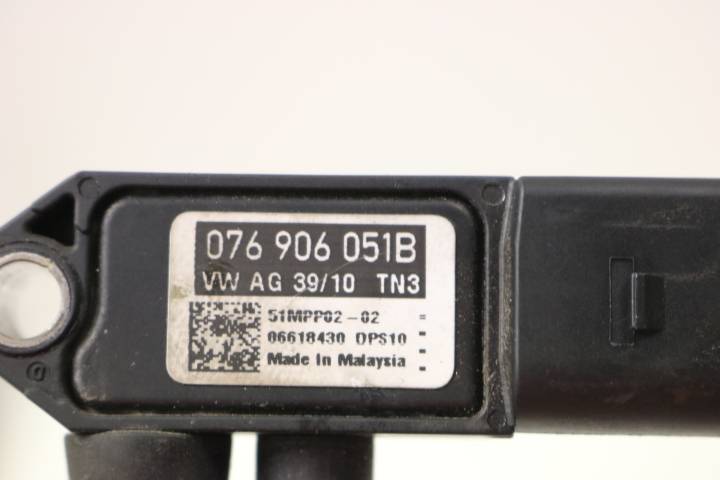 076 906 051B
VW AG 39/10 TN3
51MPP02-02
06618430 DPS10
Made In Malaysia